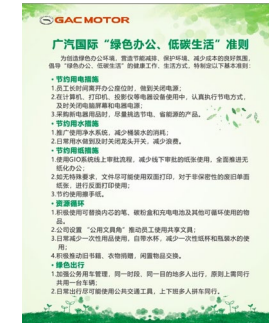 GAC MOTOR
广汽国际“绿色办公、低碳生活”准则
为创造绿色办公环境，营造节能减排、保护环境、减少成本的良好氛围，
倡导“绿色办公、低碳生活”的健康工作、生活方式，特制定以下基本准则：
·节约用电措施
1.员工长时间离开办公座位时，做到关闭电源；
2.在计算机、打印机、投影仪等电器设备使用中，认真执行节电方式，
及时关闭电脑屏幕和电器电源；
3.采购新电器用品时，尽量挑选节电、省能源的产品。
·节约用水措施
1.推广使用净水系统，减少桶装水的消耗；
2.日常用水做到及时关闭龙头开关，减少浪费。
·节约用纸措施
1.使用GIO系统线上审批流程，减少线下审批的纸张使用，全面推进无
纸化办公；
2.如无特殊要求，文件尽可能使用双面打印，对于非保密性的废旧单面
纸张，进行反面打印使用；
3.节约使用擦手纸。
·资源循环
1.积极使用可替换内芯的笔、碳粉盒和充电电池及其他可循环使用的物
品。
2.公司设置“公用文具角”推动员工使用共享文具；
3.日常减少一次性用品使用，自带水杯，减少一次性纸杯和瓶装水的使
用；
4.积极推动旧书籍、衣物捐赠，闲置物品交换。
·绿色出行
1.加强公务用车管理，同一时段、同一目的地多人出行，原则上需同行
共用一台车辆；
2.日常出行尽可能使用公共交通工具，上下班多人拼车同行。